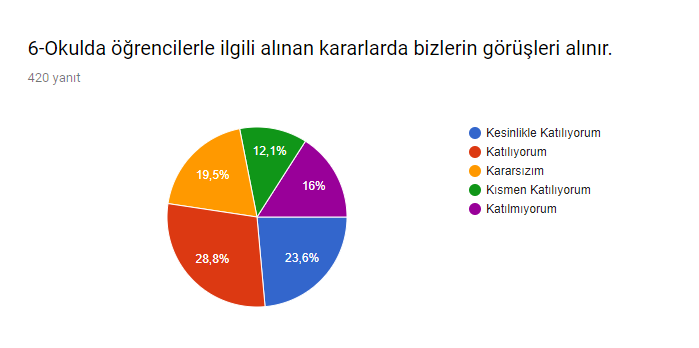 6-Okulda öğrencilerle ilgili alınan kararlarda bizlerin görüşleri alınır.
420 yanıt
12,1%
19,5%
16%
28,8%
23,6%
Kesinlikle Katılıyorum
Katılıyorum
Kararsızım
Kısmen Katılıyorum
Katılmıyorum